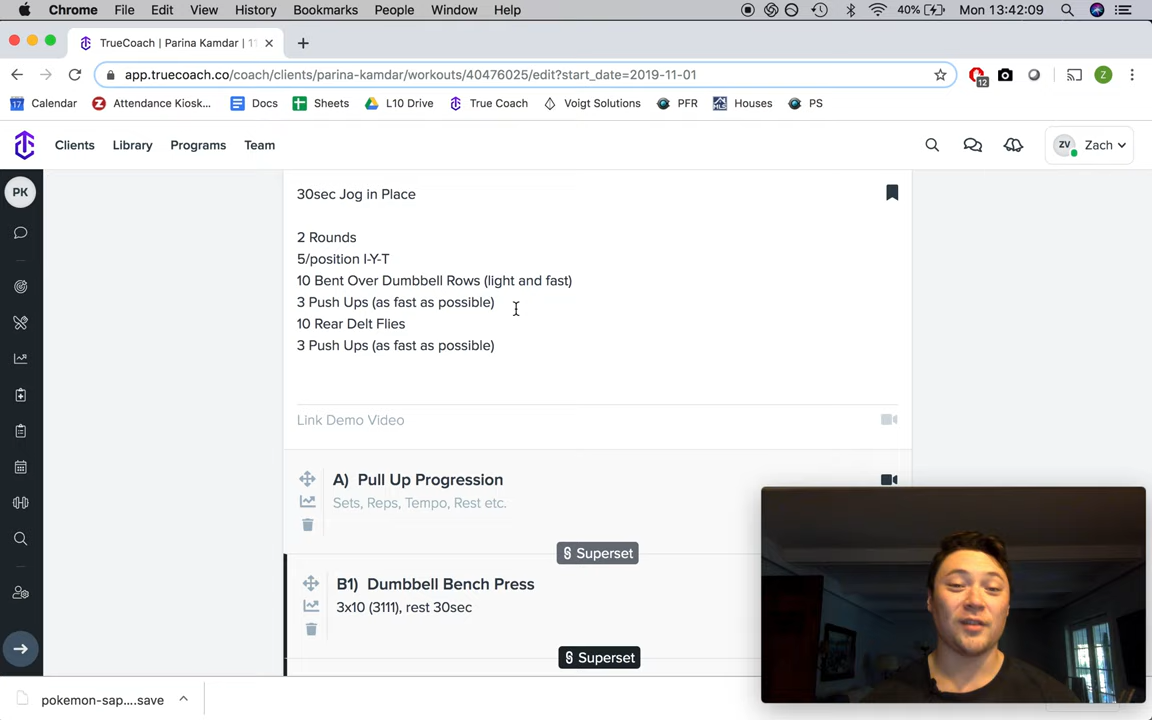 Chrome File Edit View History Bookmarks People Window Help 40% Mon 13:42:09
TrueCoach | Parina Kamdar | 11
app.truecoach.co/coach/clients/parina-kamdar/workouts/40476025/edit?start_date=2019-11-01
12
Z
17 Calendar Attendance Kiosk... Docs Sheets L10 Drive True Coach Voigt Solutions PFR MLS Houses PS
Clients Library Programs Team ZV Zach
PK
30sec Jog in Place
2 Rounds
5/position I-Y-T
10 Bent Over Dumbbell Rows (light and fast)
3 Push Ups (as fast as possible)
10 Rear Delt Flies
3 Push Ups (as fast as possible)
Link Demo Video
A) Pull Up Progression
Sets, Reps, Tempo, Rest etc.
Superset
B1) Dumbbell Bench Press
3x10 (3111), rest 30sec
Superset
pokemon-sap....save